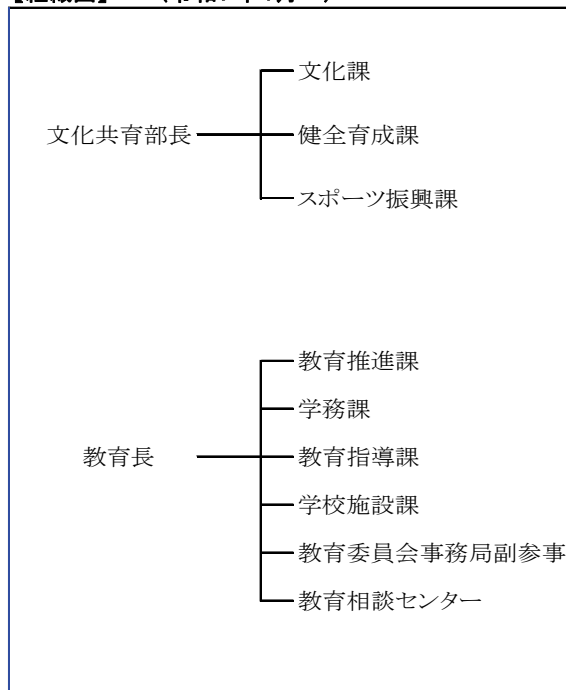 文化課
文化共育部長
健全育成課
スポーツ振興課
教育推進課
学務課
教育長
教育指導課
学校施設課
教育委員会事務局副参事
教育相談センター